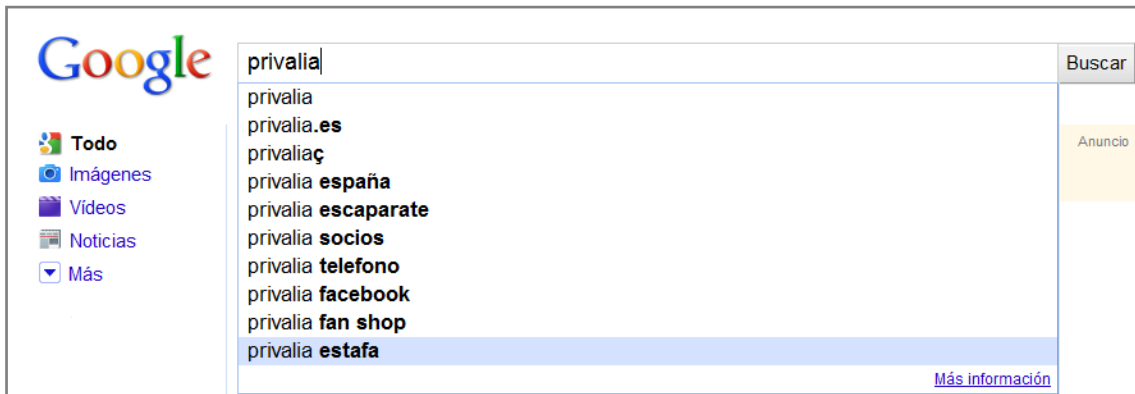 Google
privalia
Buscar
privalia
privalia.es
privaliaç
privalia españa
privalia escaparate
privalia socios
privalia telefono
privalia facebook
privalia fan shop
privalia estafa
Más información
Todo
Imágenes
Vídeos
Noticias
Más
Anuncio